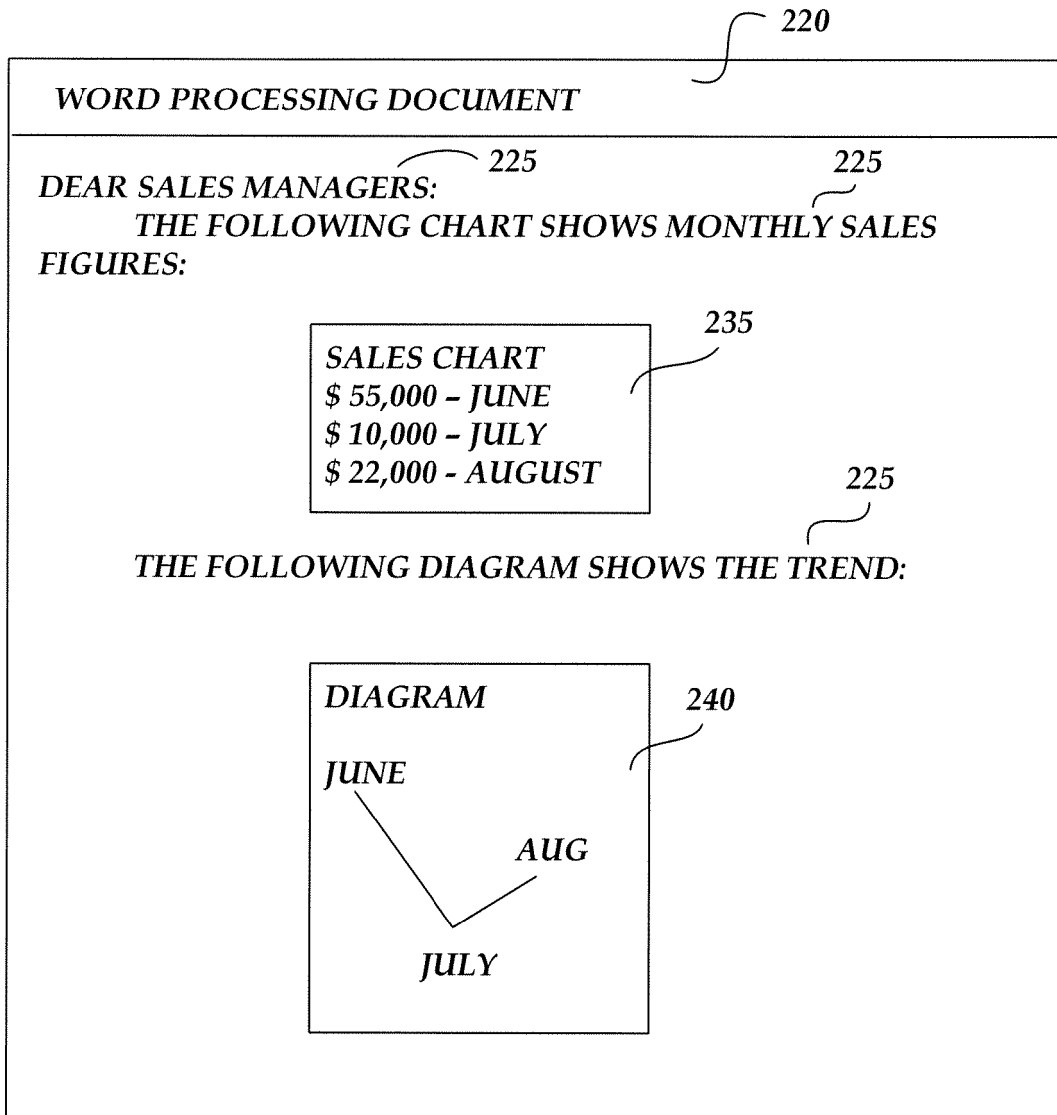 220
WORD PROCESSING DOCUMENT
225
225
DEAR SALES MANAGERS:
THE FOLLOWING CHART SHOWS MONTHLY SALES
FIGURES:
235
SALES CHART
$ 55,000 – JUNE
$ 10,000 – JULY
$ 22,000 - AUGUST
225
THE FOLLOWING DIAGRAM SHOWS THE TREND:
DIAGRAM
240
JUNE
AUG
JULY